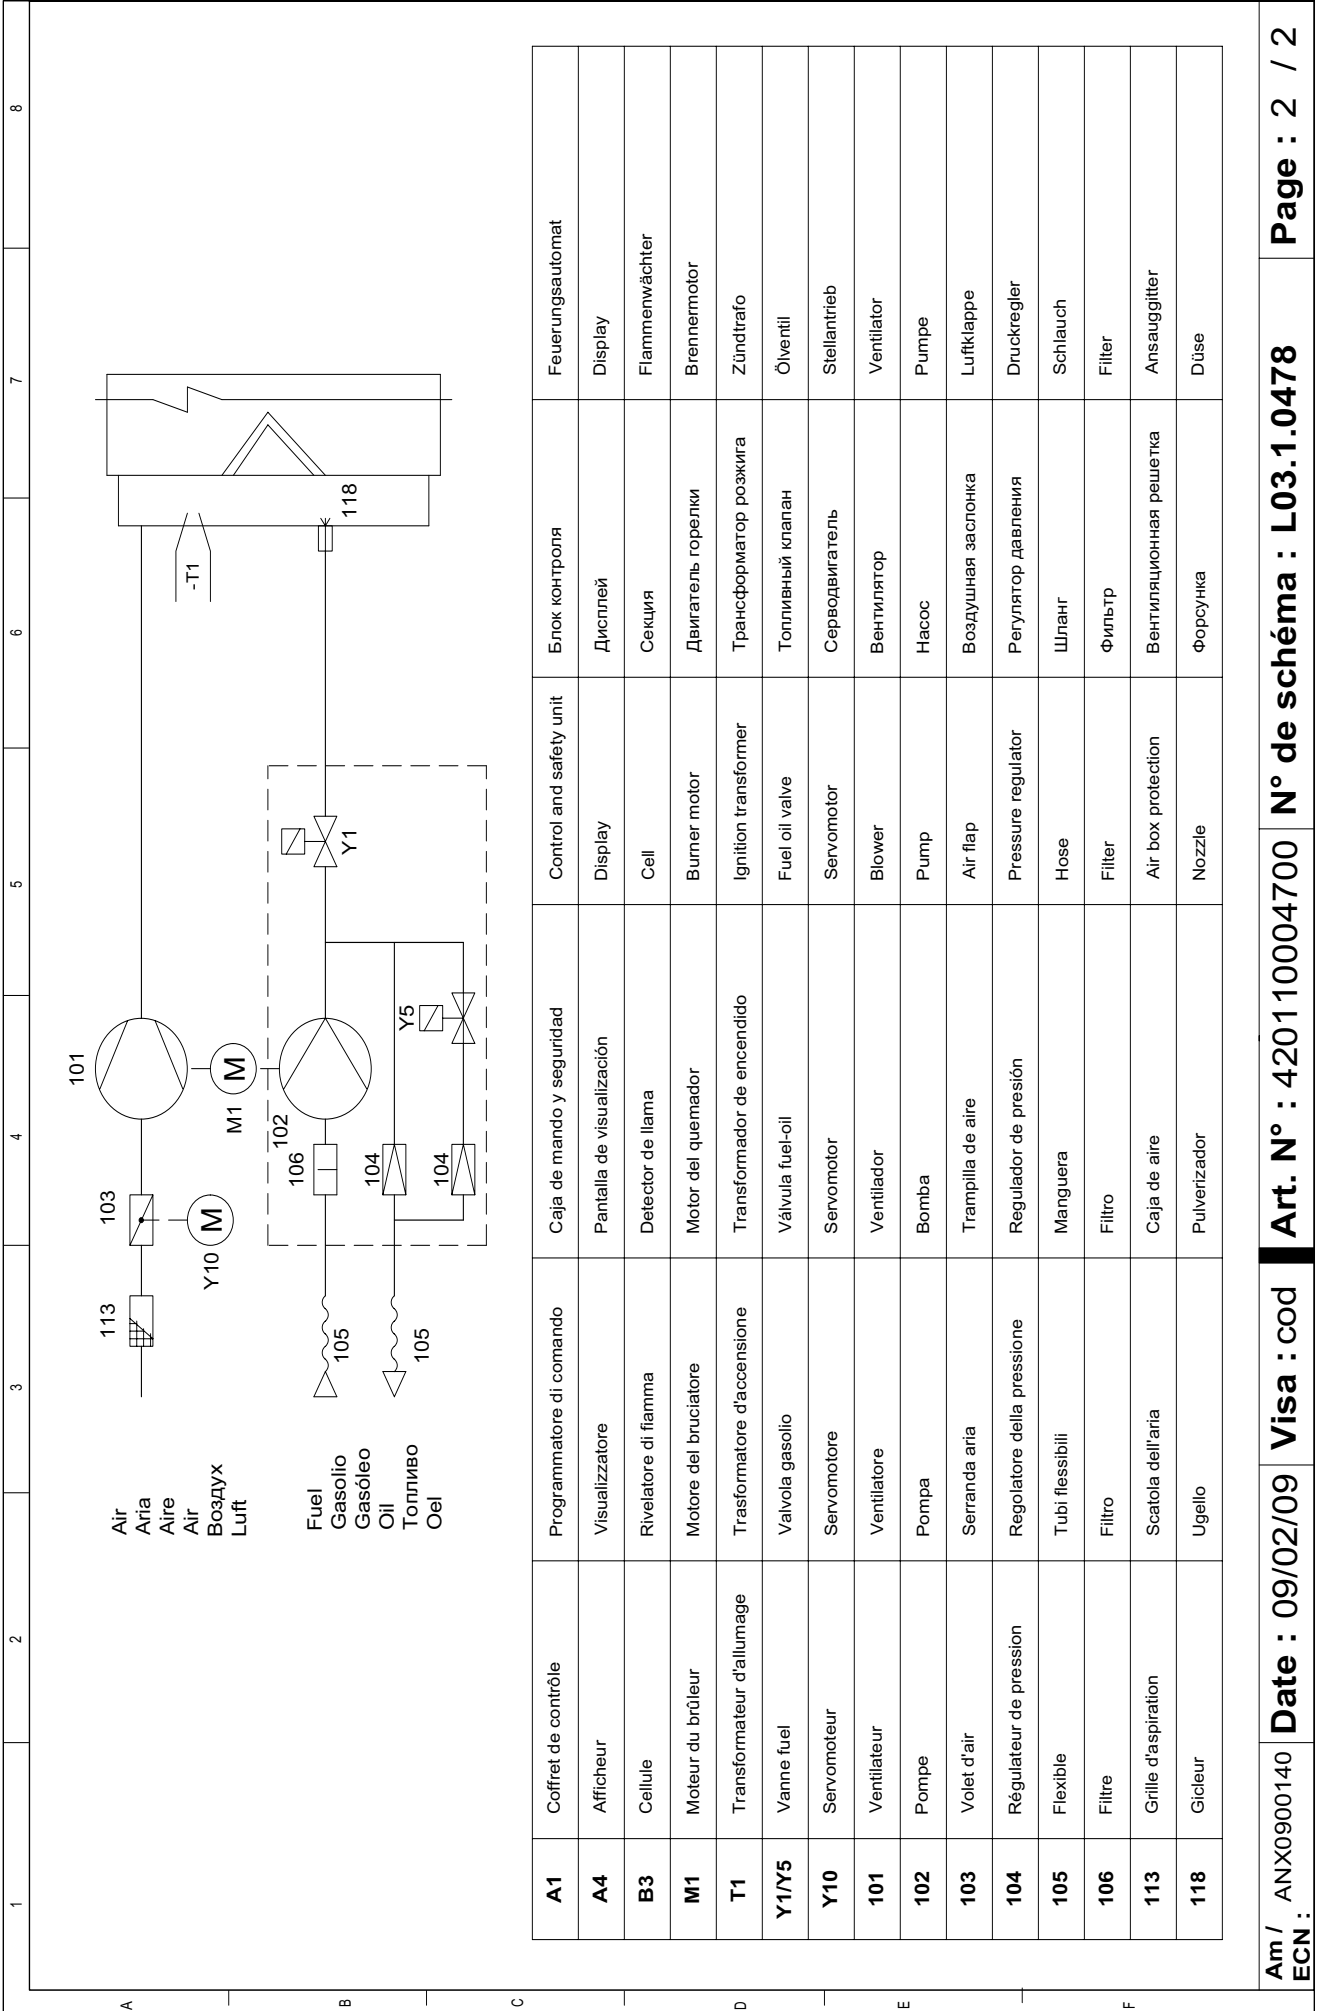 1 2 3 4 5 6 7 8
A
B
C
D
E
F
Air
Aria
Aire
Air
Воздух
Luft
Fuel
Gasolio
Gasóleo
Oil
Топливо
Oel
113
103
101
Y10
M
M1
M
102
106
104
104
105
105
Y5
Y1
-T1
118
A1 Coffret de contrôle Programmatore di comando Caja de mando y seguridad Control and safety unit Блок контроля Feuerungsautomat
A4 Afficheur Visualizzatore Pantalla de visualización Display Дисплей Display
B3 Cellule Rivelatore di fiamma Detector de llama Cell Секция Flammenwächter
M1 Moteur du brûleur Motore del bruciatore Motor del quemador Burner motor Двигатель горелки Brennermotor
T1 Transformateur d'allumage Trasformatore d'accensione Transformador de encendido Ignition transformer Трансформатор розжига Zündtrafo
Y1/Y5 Vanne fuel Valvola gasolio Válvula fuel-oil Fuel oil valve Топливный клапан Ölventil
Y10 Servomoteur Servomotore Servomotor Servomotor Серводвигатель Stellantrieb
101 Ventilateur Ventilatore Ventilador Blower Вентилятор Ventilator
102 Pompe Pompa Bomba Pump Насос Pumpe
103 Volet d'air Serranda aria Trampilla de aire Air flap Воздушная заслонка Luftklappe
104 Régulateur de pression Regolatore della pressione Regulador de presión Pressure regulator Регулятор давления Druckregler
105 Flexible Tubi flessibili Manguera Hose Шланг Schlauch
106 Filtre Filtro Filtro Filter Фильтр Filter
113 Grille d'aspiration Scatola dell'aria Caja de aire Air box protection Вентиляционная решетка Ansauggitter
118 Gicleur Ugello Pulverizador Nozzle Форсунка Düse
Am / ECN : ANX0900140 Date : 09/02/09 Visa : cod Art. N° : 420110004700 N° de schéma : L03.1.0478 Page : 2 / 2